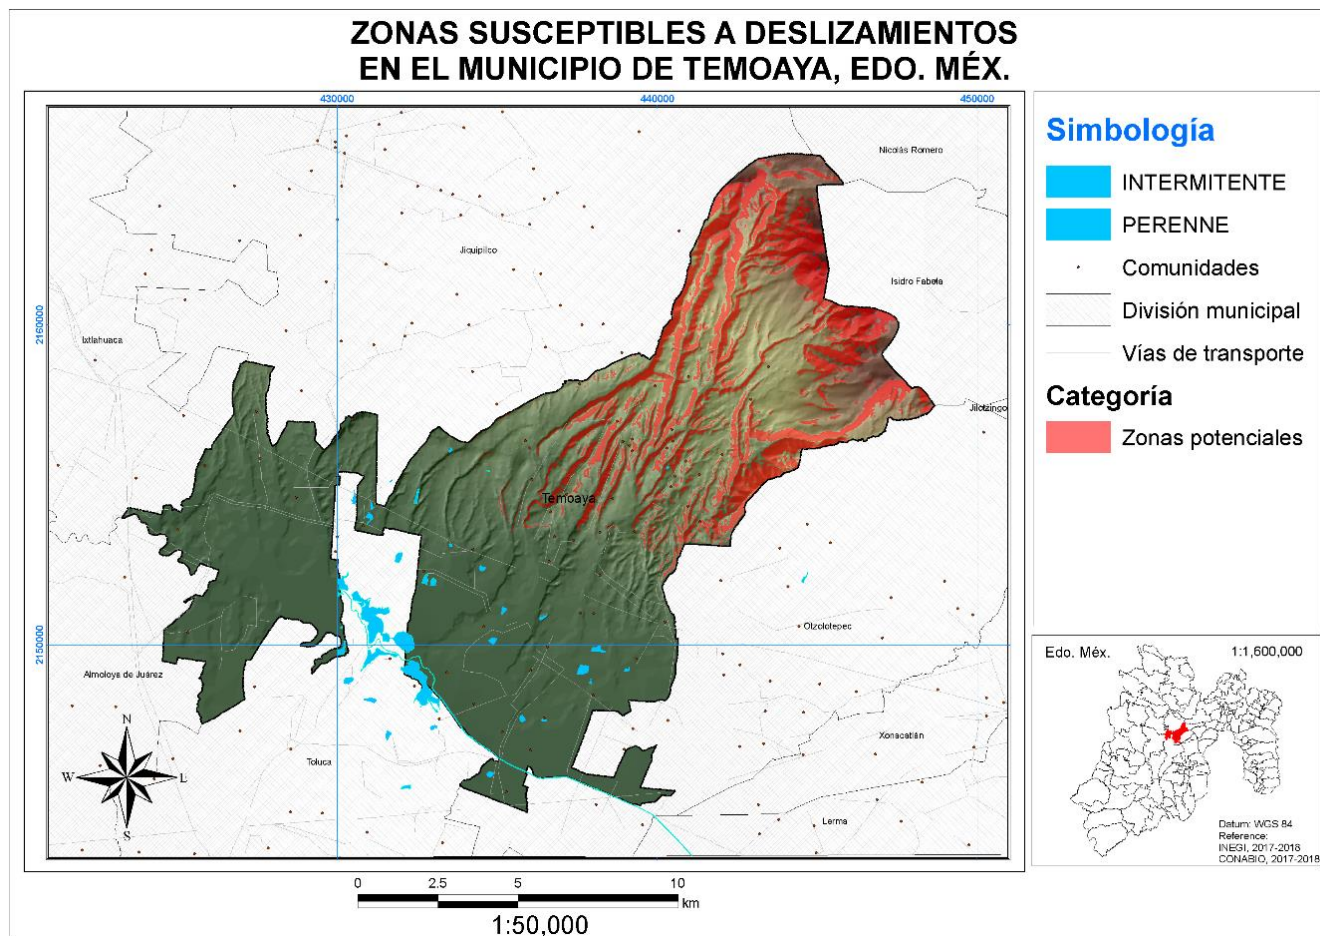 ZONAS SUSCEPTIBLES A DESLIZAMIENTOS
EN EL MUNICIPIO DE TEMOAYA, EDO. MÉX.
430000
440000
450000
2160000
2150000
Nicolás Romero
Jiquipilco
Isidro Fabela
Ixtlahuaca
Jilotzingo
Temoaya
Otzolotepec
Almoloya de Juárez
Xonacatlán
Toluca
Lerma
N
W
L
S
0
2.5
5
10
km
1:50,000
Simbología
INTERMITENTE
PERENNE
Comunidades
División municipal
Vías de transporte
Categoría
Zonas potenciales
Edo. Méx.
1:1,600,000
Datum: WGS 84
Reference:
INEGI, 2017-2018
CONABIO, 2017-2018